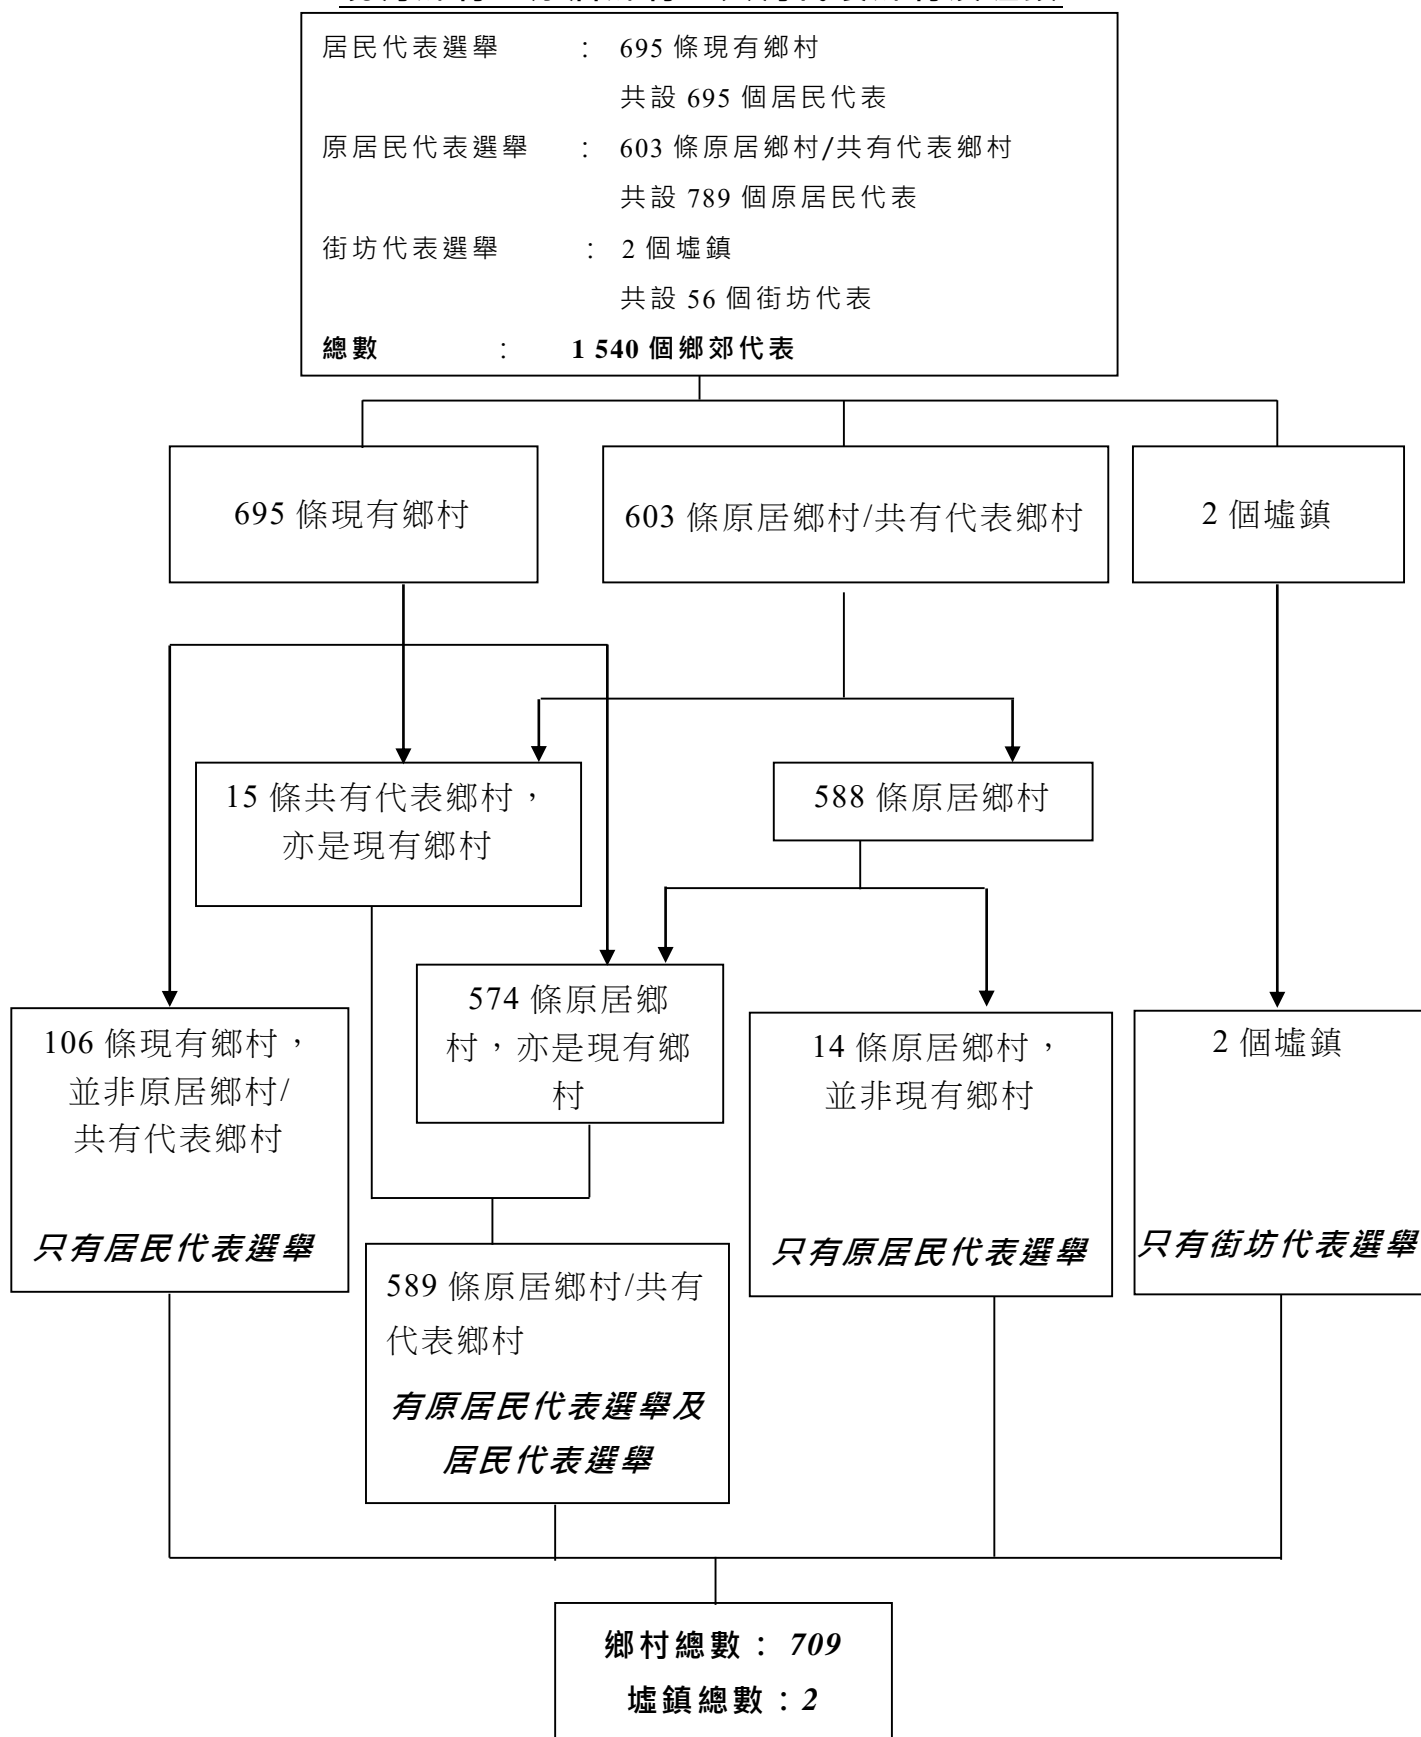 居民代表選舉 : 695 條現有鄉村
共設 695 個居民代表
原居民代表選舉 : 603 條原居鄉村/共有代表鄉村
共設 789 個原居民代表
街坊代表選舉 : 2 個墟鎮
共設 56 個街坊代表
總數 : 1 540 個鄉郊代表
695 條現有鄉村
603 條原居鄉村/共有代表鄉村
2 個墟鎮
15 條共有代表鄉村，
亦是現有鄉村
588 條原居鄉村
574 條原居鄉
村，亦是現有鄉
村
106 條現有鄉村，
並非原居鄉村/
共有代表鄉村
只有居民代表選舉
14 條原居鄉村，
並非現有鄉村
只有原居民代表選舉
2 個墟鎮
只有街坊代表選舉
589 條原居鄉村/共有
代表鄉村
有原居民代表選舉及
居民代表選舉
鄉村總數：709
墟鎮總數：2